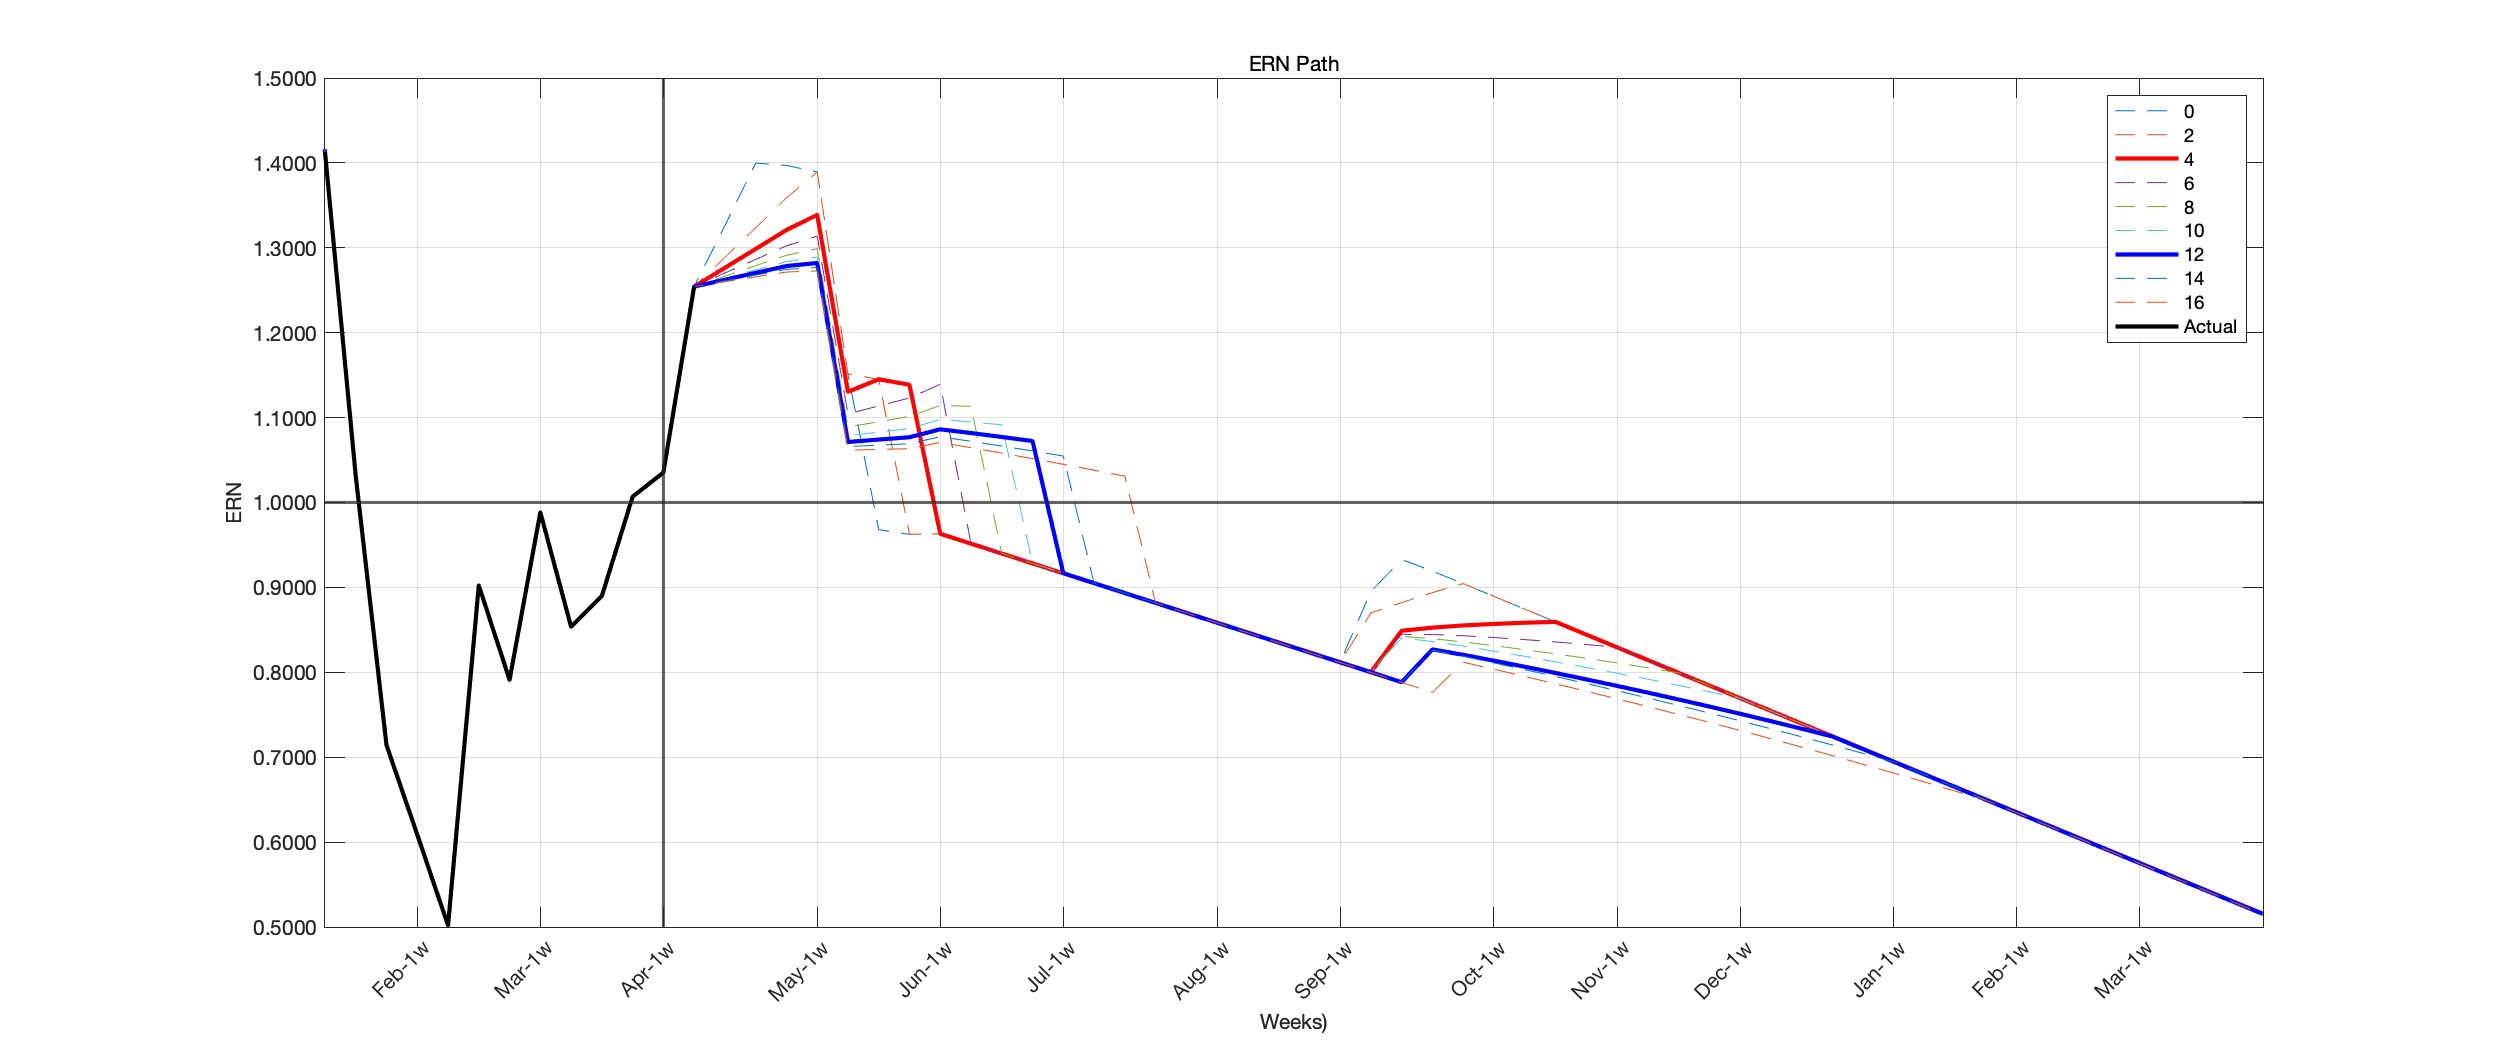 ERN Path
1.5000
1.4000
1.3000
1.2000
1.1000
1.0000
0.9000
0.8000
0.7000
0.6000
0.5000
ERN
0
2
4
6
8
10
12
14
16
Actual
Feb-1w
Mar-1w
Apr-1w
May-1w
Jun-1w
Jul-1w
Aug-1w
Sep-1w
Oct-1w
Nov-1w
Dec-1w
Jan-1w
Feb-1w
Mar-1w
Weeks)